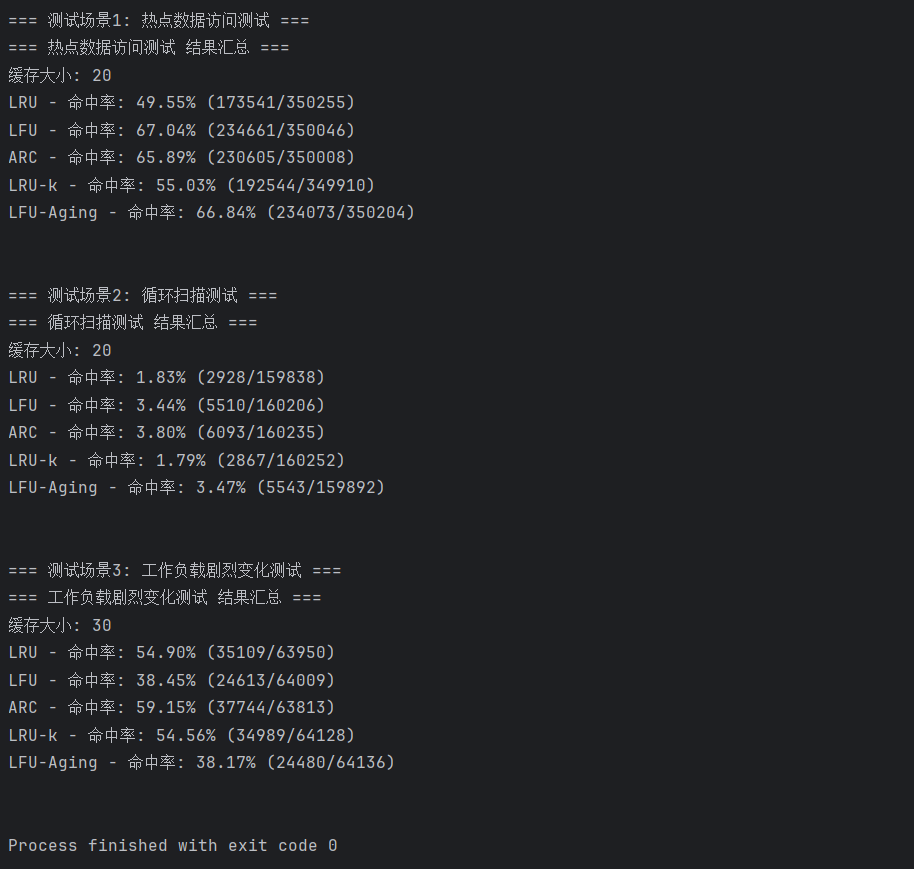 === 测试场景1: 热点数据访问测试 ===
=== 热点数据访问测试 结果汇总 ===
缓存大小: 20
LRU - 命中率: 49.55% (173541/350255)
LFU - 命中率: 67.04% (234661/350046)
ARC - 命中率: 65.89% (230605/350008)
LRU-k - 命中率: 55.03% (192544/349910)
LFU-Aging - 命中率: 66.84% (234073/350204)
=== 测试场景2: 循环扫描测试 ===
=== 循环扫描测试 结果汇总 ===
缓存大小: 20
LRU - 命中率: 1.83% (2928/159838)
LFU - 命中率: 3.44% (5510/160206)
ARC - 命中率: 3.80% (6093/160235)
LRU-k - 命中率: 1.79% (2867/160252)
LFU-Aging - 命中率: 3.47% (5543/159892)
=== 测试场景3: 工作负载剧烈变化测试 ===
=== 工作负载剧烈变化测试 结果汇总 ===
缓存大小: 30
LRU - 命中率: 54.90% (35109/63950)
LFU - 命中率: 38.45% (24613/64009)
ARC - 命中率: 59.15% (37744/63813)
LRU-k - 命中率: 54.56% (34989/64128)
LFU-Aging - 命中率: 38.17% (24480/64136)
Process finished with exit code 0